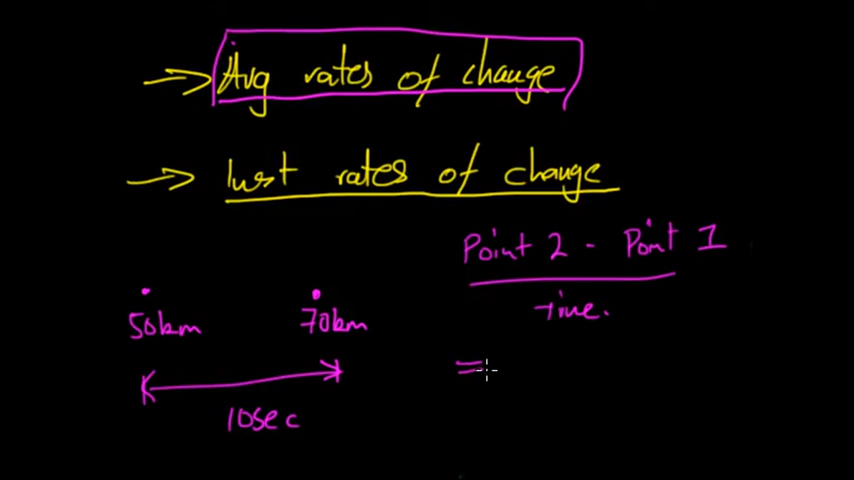 → Avg rates of change
→ Inst rates of change
Point 2 - Point 1
Time.
50km
70km
=
10sec